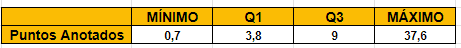 MÍNIMO Q1 Q3 MÁXIMO
Puntos Anotados 0,7 3,8 9 37,6